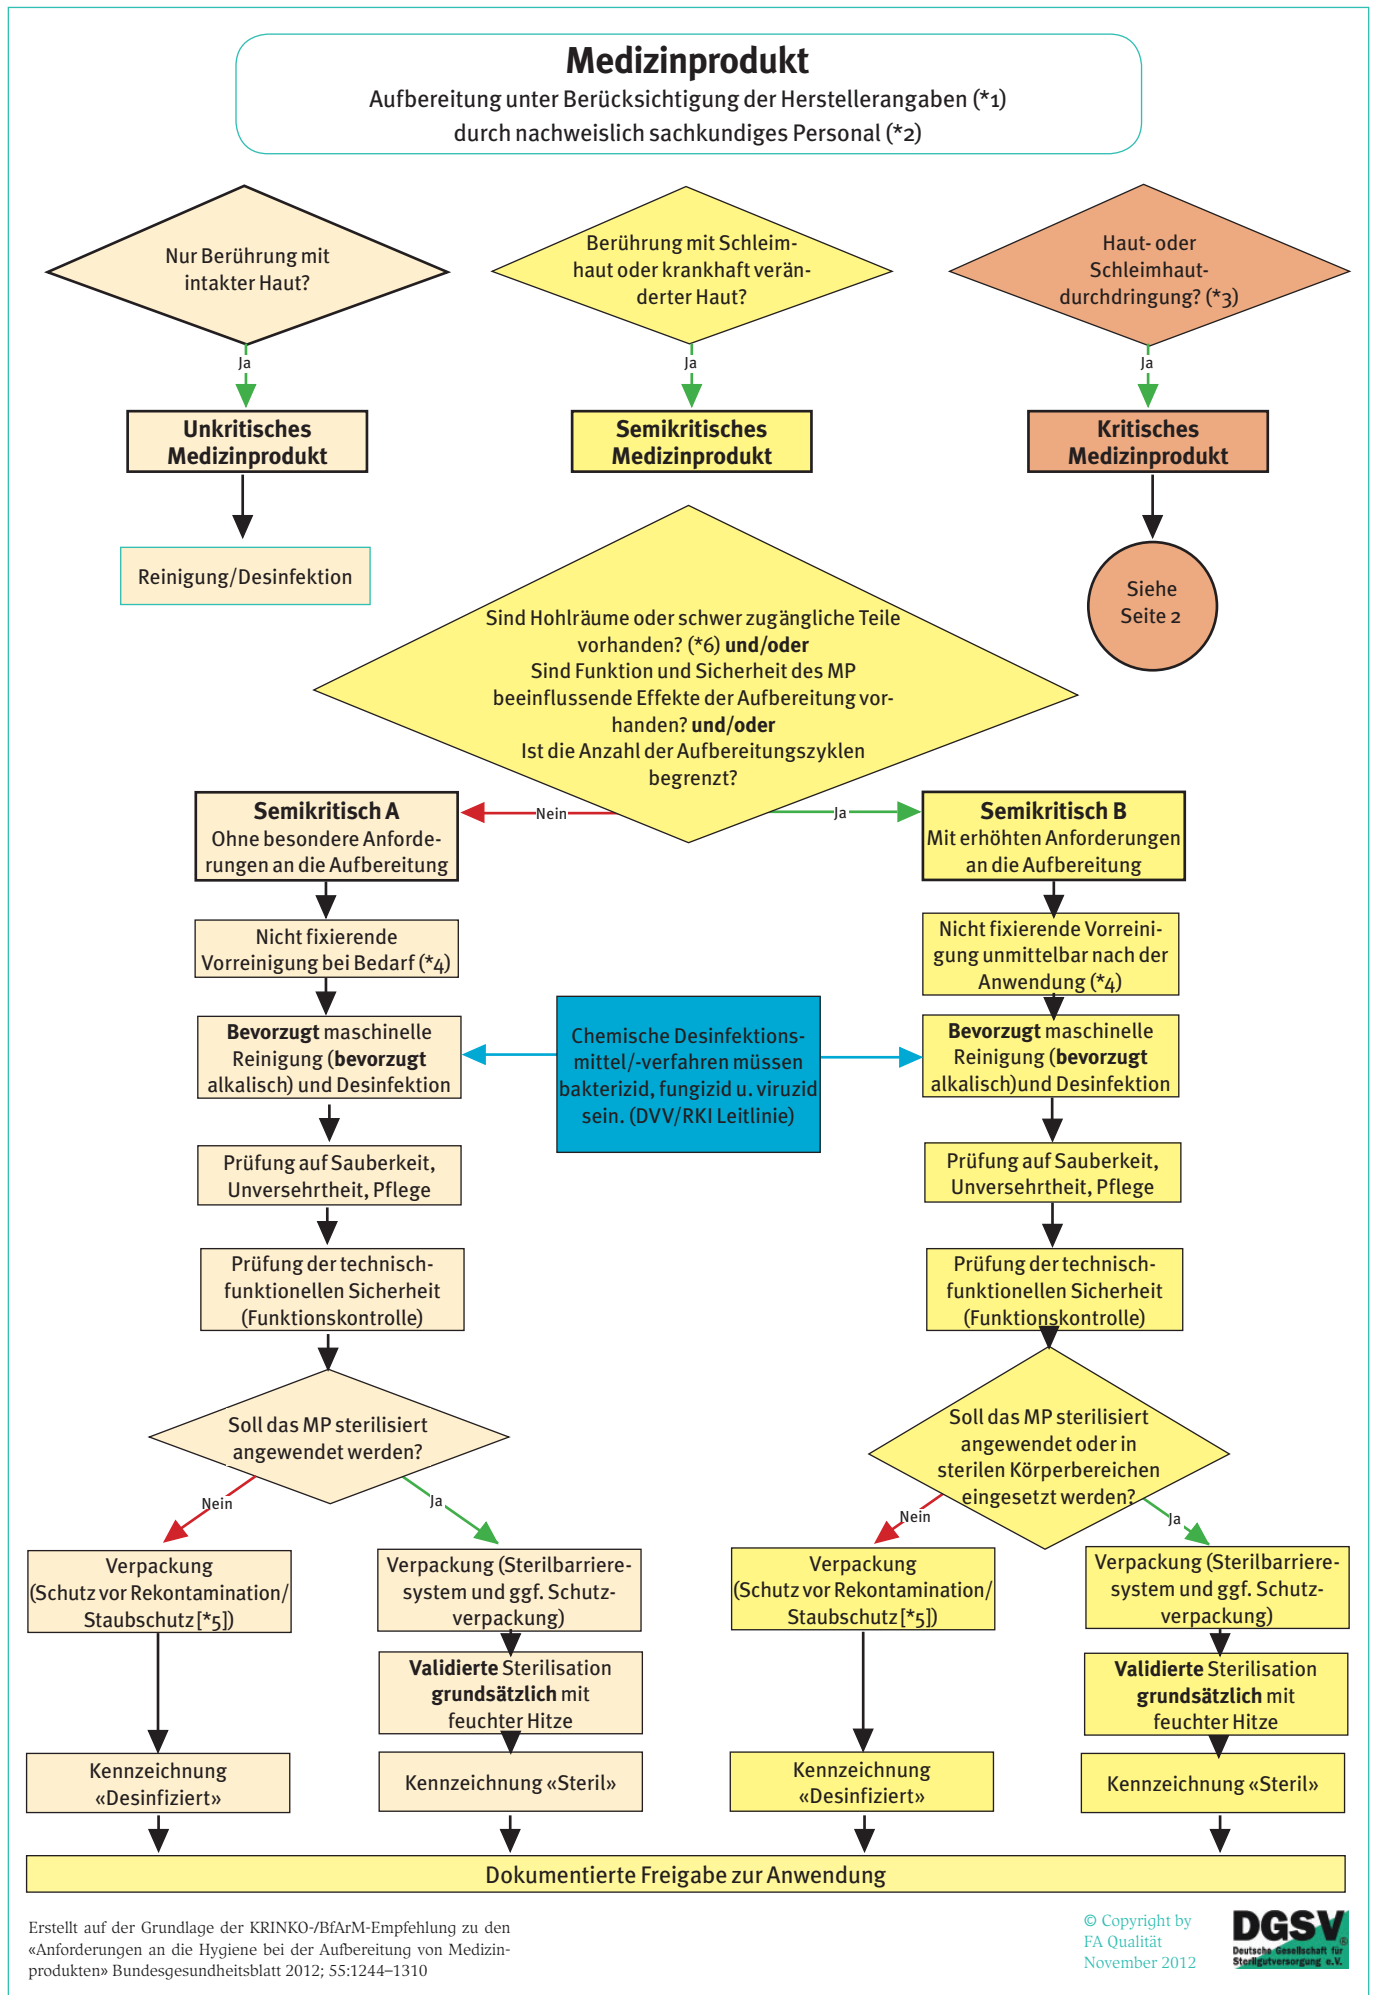 Medizinprodukt
Aufbereitung unter Berücksichtigung der Herstellerangaben (*1)
durch nachweislich sachkundiges Personal (*2)
Nur Berührung mit
intakter Haut?
Berührung mit Schleim-
haut oder krankhaft verän-
derter Haut?
Haut- oder
Schleimhaut-
durchdringung? (*3)
Ja
Ja
Ja
Unkritisches
Medizinprodukt
Semikritisches
Medizinprodukt
Kritisches
Medizinprodukt
Reinigung/Desinfektion
Siehe
Seite 2
Sind Hohlräume oder schwer zugängliche Teile
vorhanden? (*6) und/oder
Sind Funktion und Sicherheit des MP
beeinflussende Effekte der Aufbereitung vor-
handen? und/oder
Ist die Anzahl der Aufbereitungszyklen
begrenzt?
Nein
Ja
Semikritisch A
Ohne besondere Anforde-
rungen an die Aufbereitung
Semikritisch B
Mit erhöhten Anforderungen
an die Aufbereitung
Nicht fixierende
Vorreinigung bei Bedarf (*4)
Nicht fixierende Vorreini-
gung unmittelbar nach der
Anwendung (*4)
Bevorzugt maschinelle
Reinigung (bevorzugt
alkalisch) und Desinfektion
Chemische Desinfektions-
mittel/-verfahren müssen
bakterizid, fungizid u. viruzid
sein. (DVV/RKI Leitlinie)
Bevorzugt maschinelle
Reinigung (bevorzugt
alkalisch)und Desinfektion
Prüfung auf Sauberkeit,
Unversehrtheit, Pflege
Prüfung auf Sauberkeit,
Unversehrtheit, Pflege
Prüfung der technisch-
funktionellen Sicherheit
(Funktionskontrolle)
Prüfung der technisch-
funktionellen Sicherheit
(Funktionskontrolle)
Soll das MP sterilisiert
angewendet werden?
Soll das MP sterilisiert
angewendet oder in
sterilen Körperbereichen
eingesetzt werden?
Nein
Ja
Nein
Ja
Verpackung
(Schutz vor Rekontamination/
Staubschutz[*5])
Verpackung (Sterilbarriere-
system und ggf. Schutz-
verpackung)
Verpackung
(Schutz vor Rekontamination/
Staubschutz[*5])
Verpackung (Sterilbarriere-
system und ggf. Schutz-
verpackung)
Validierte Sterilisation
grundsätzlich mit
feuchter Hitze
Validierte Sterilisation
grundsätzlich mit
feuchter Hitze
Kennzeichnung
«Desinfiziert»
Kennzeichnung «Steril»
Kennzeichnung
«Desinfiziert»
Kennzeichnung «Steril»
Dokumentierte Freigabe zur Anwendung
Erstellt auf der Grundlage der KRINKO-/BfArM-Empfehlung zu den
«Anforderungen an die Hygiene bei der Aufbereitung von Medizin-
produkten» Bundesgesundheitsblatt 2012; 55:1244–1310
© Copyright by
FA Qualität
November 2012
DGSV®
Deutsche Gesellschaft für
Sterilgutversorgung e.V.